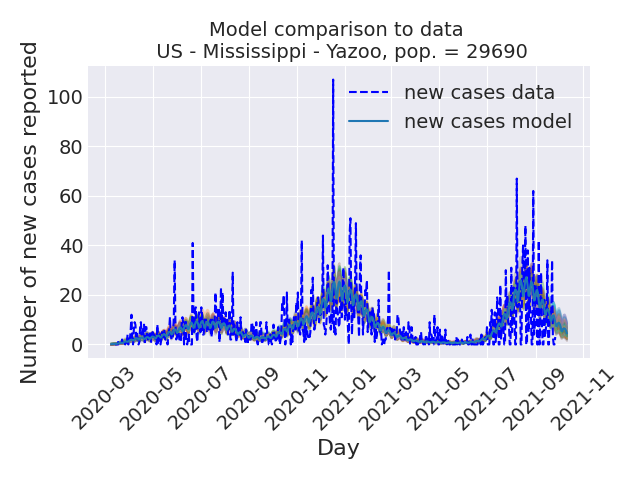 Model comparison to data
US - Mississippi - Yazoo, pop. = 29690
Number of new cases reported
100
80
60
40
20
0
new cases data
new cases model
2020-03
2020-05
2020-07
2020-09
2020-11
2021-01
2021-03
2021-05
2021-07
2021-09
2021-11
Day